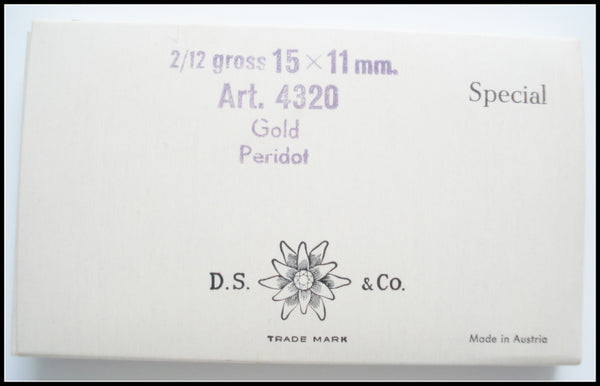 2/12 gross 15 × 11 mm.
Art. 4320
Special
Gold
Peridot
D.S. & Co.
TRADE MARK
Made in Austria